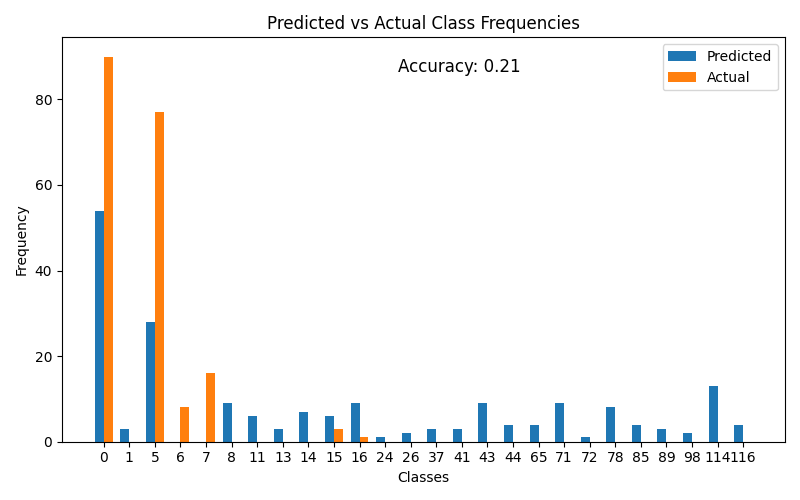 Predicted vs Actual Class Frequencies
Accuracy: 0.21
Predicted
Actual
Frequency
80
60
40
20
0
0 1 5 6 7 8 11 13 14 15 16 24 26 37 41 43 44 65 71 72 78 85 89 98 114 116
Classes